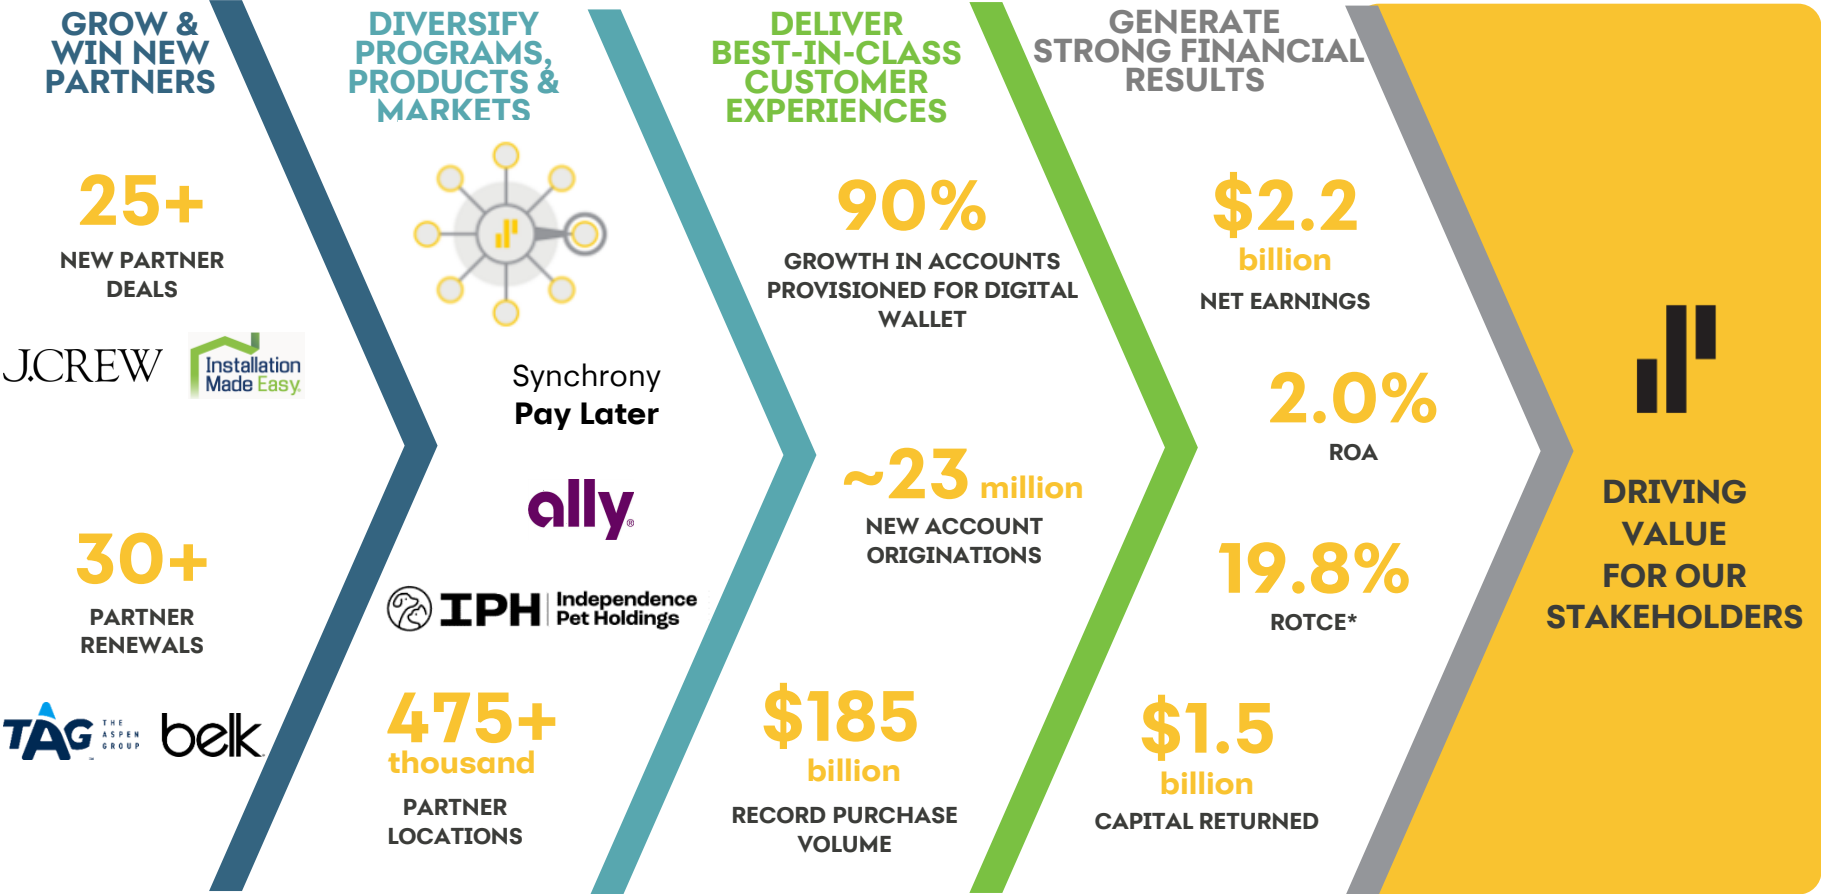 GROW &
WIN NEW
PARTNERS
25+
NEW PARTNER
DEALS
J.CREW
Installation
Made Easy.
30+
PARTNER
RENEWALS
TAG THE
ASPEN
GROUP
belk
DIVERSIFY
PROGRAMS,
PRODUCTS &
MARKETS
Synchrony
Pay Later
ally®
IPH Independence
Pet Holdings
475+
thousand
PARTNER
LOCATIONS
DELIVER
BEST-IN-CLASS
CUSTOMER
EXPERIENCES
90%
GROWTH IN ACCOUNTS
PROVISIONED FOR DIGITAL
WALLET
~23 million
NEW ACCOUNT
ORIGINATIONS
$185
billion
RECORD PURCHASE
VOLUME
GENERATE
STRONG FINANCIAL
RESULTS
$2.2
billion
NET EARNINGS
2.0%
ROA
19.8%
ROTCE*
$1.5
billion
CAPITAL RETURNED
DRIVING
VALUE
FOR OUR
STAKEHOLDERS